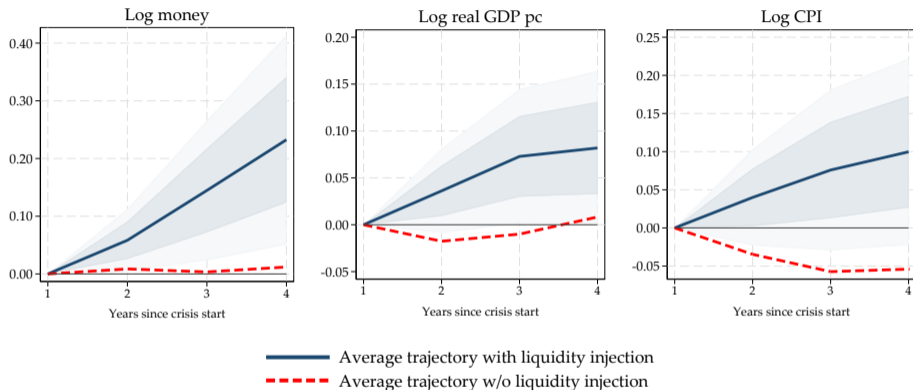 Log money
0.40
0.30
0.20
0.10
0.00
1 2 3 4
Years since crisis start
Log real GDP pc
0.20
0.15
0.10
0.05
0.00
-0.05
1 2 3 4
Years since crisis start
Log CPI
0.25
0.20
0.15
0.10
0.05
0.00
-0.05
1 2 3 4
Years since crisis start
Average trajectory with liquidity injection
Average trajectory w/o liquidity injection